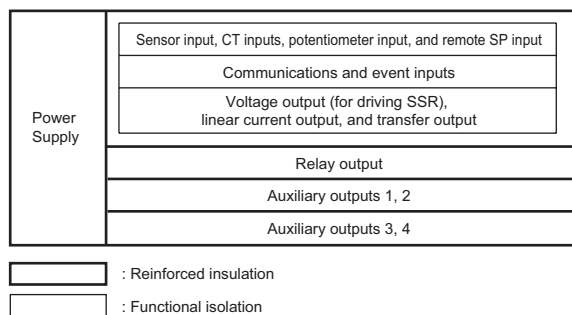 Power
Supply
Sensor input, CT inputs, potentiometer input, and remote SP input
Communications and event inputs
Voltage output (for driving SSR),
linear current output, and transfer output
Relay output
Auxiliary outputs 1, 2
Auxiliary outputs 3, 4
: Reinforced insulation
: Functional isolation